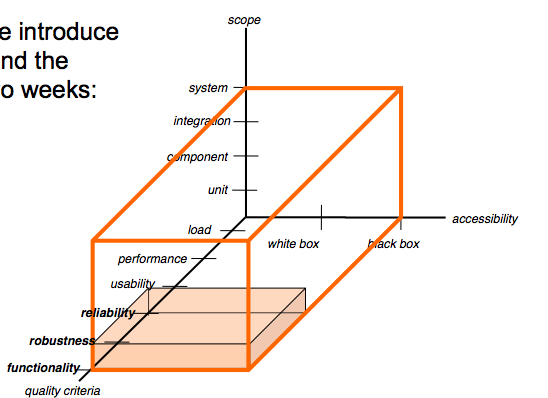 scope
e introduce
nd the
o weeks:
system
integration
component
unit
load
accessibility
white box
black box
performance
usability
reliability
robustness
functionality
quality criteria